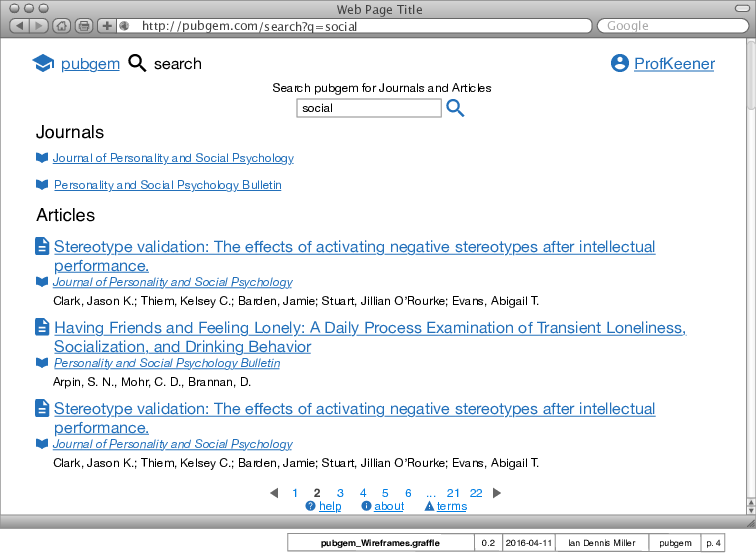 Web Page Title
http://pubgem.com/search?q=social
Google
pubgem search
ProfKeener
Search pubgem for Journals and Articles
social
Journals
Journal of Personality and Social Psychology
Personality and Social Psychology Bulletin
Articles
Stereotype validation: The effects of activating negative stereotypes after intellectual
performance.
Journal of Personality and Social Psychology
Clark, Jason K.; Thiem, Kelsey C.; Barden, Jamie; Stuart, Jillian O'Rourke; Evans, Abigail T.
Having Friends and Feeling Lonely: A Daily Process Examination of Transient Loneliness,
Socialization, and Drinking Behavior
Personality and Social Psychology Bulletin
Arpin, S. N., Mohr, C. D., Brannan, D.
Stereotype validation: The effects of activating negative stereotypes after intellectual
performance.
Journal of Personality and Social Psychology
Clark, Jason K.; Thiem, Kelsey C.; Barden, Jamie; Stuart, Jillian O'Rourke; Evans, Abigail T.
1 2 3 4 5 6 ... 21 22
help about terms
pubgem_Wireframes.graffle 0.2 2016-04-11 Ian Dennis Miller pubgem p. 4